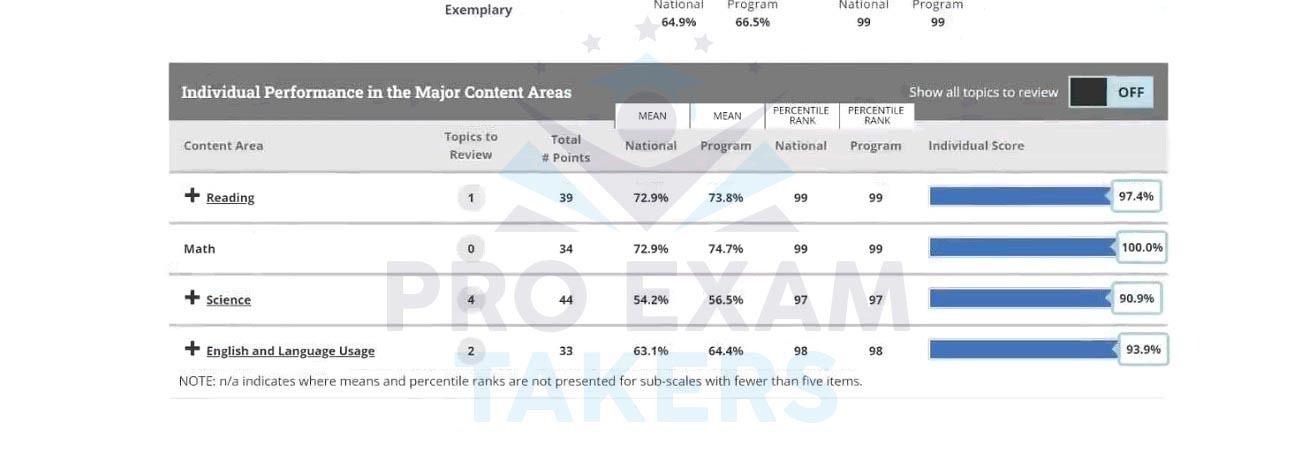 National Program National Program
Exemplary
64.9% 66.5% 99 99
Individual Performance in the Major Content Areas Show all topics to review OFF
MEAN MEAN PERCENTILE RANK PERCENTILE RANK
Content Area Topics to Review Total # Points National Program National Program Individual Score
Reading 1 39 72.9% 73.8% 99 99 97.4%
Math 0 34 72.9% 74.7% 99 99 100.0%
Science 4 44 54.2% 56.5% 97 97 90.9%
English and Language Usage 2 33 63.1% 64.4% 98 98 93.9%
NOTE: n/a indicates where means and percentile ranks are not presented for sub-scales with fewer than five items.
PRO EXAM
TAKERS